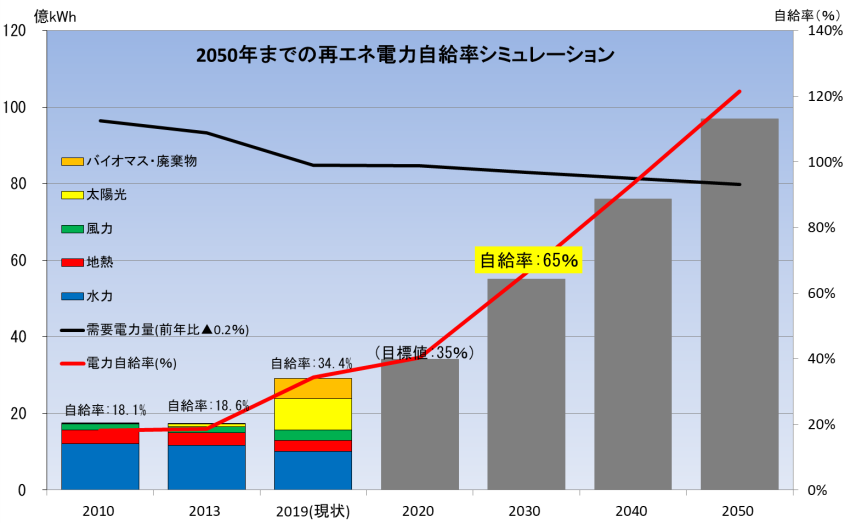 億kWh
自給率(%)
2050年までの再エネ電力自給率シミュレーション
120
100
80
60
40
20
0
140%
120%
100%
80%
60%
40%
20%
0%
バイオマス・廃棄物
太陽光
風力
地熱
水力
需要電力量(前年比▲0.2%)
電力自給率(%)
自給率:18.1%
自給率:18.6%
自給率:34.4%
(目標値:35%)
自給率:65%
2010
2013
2019(現状)
2020
2030
2040
2050